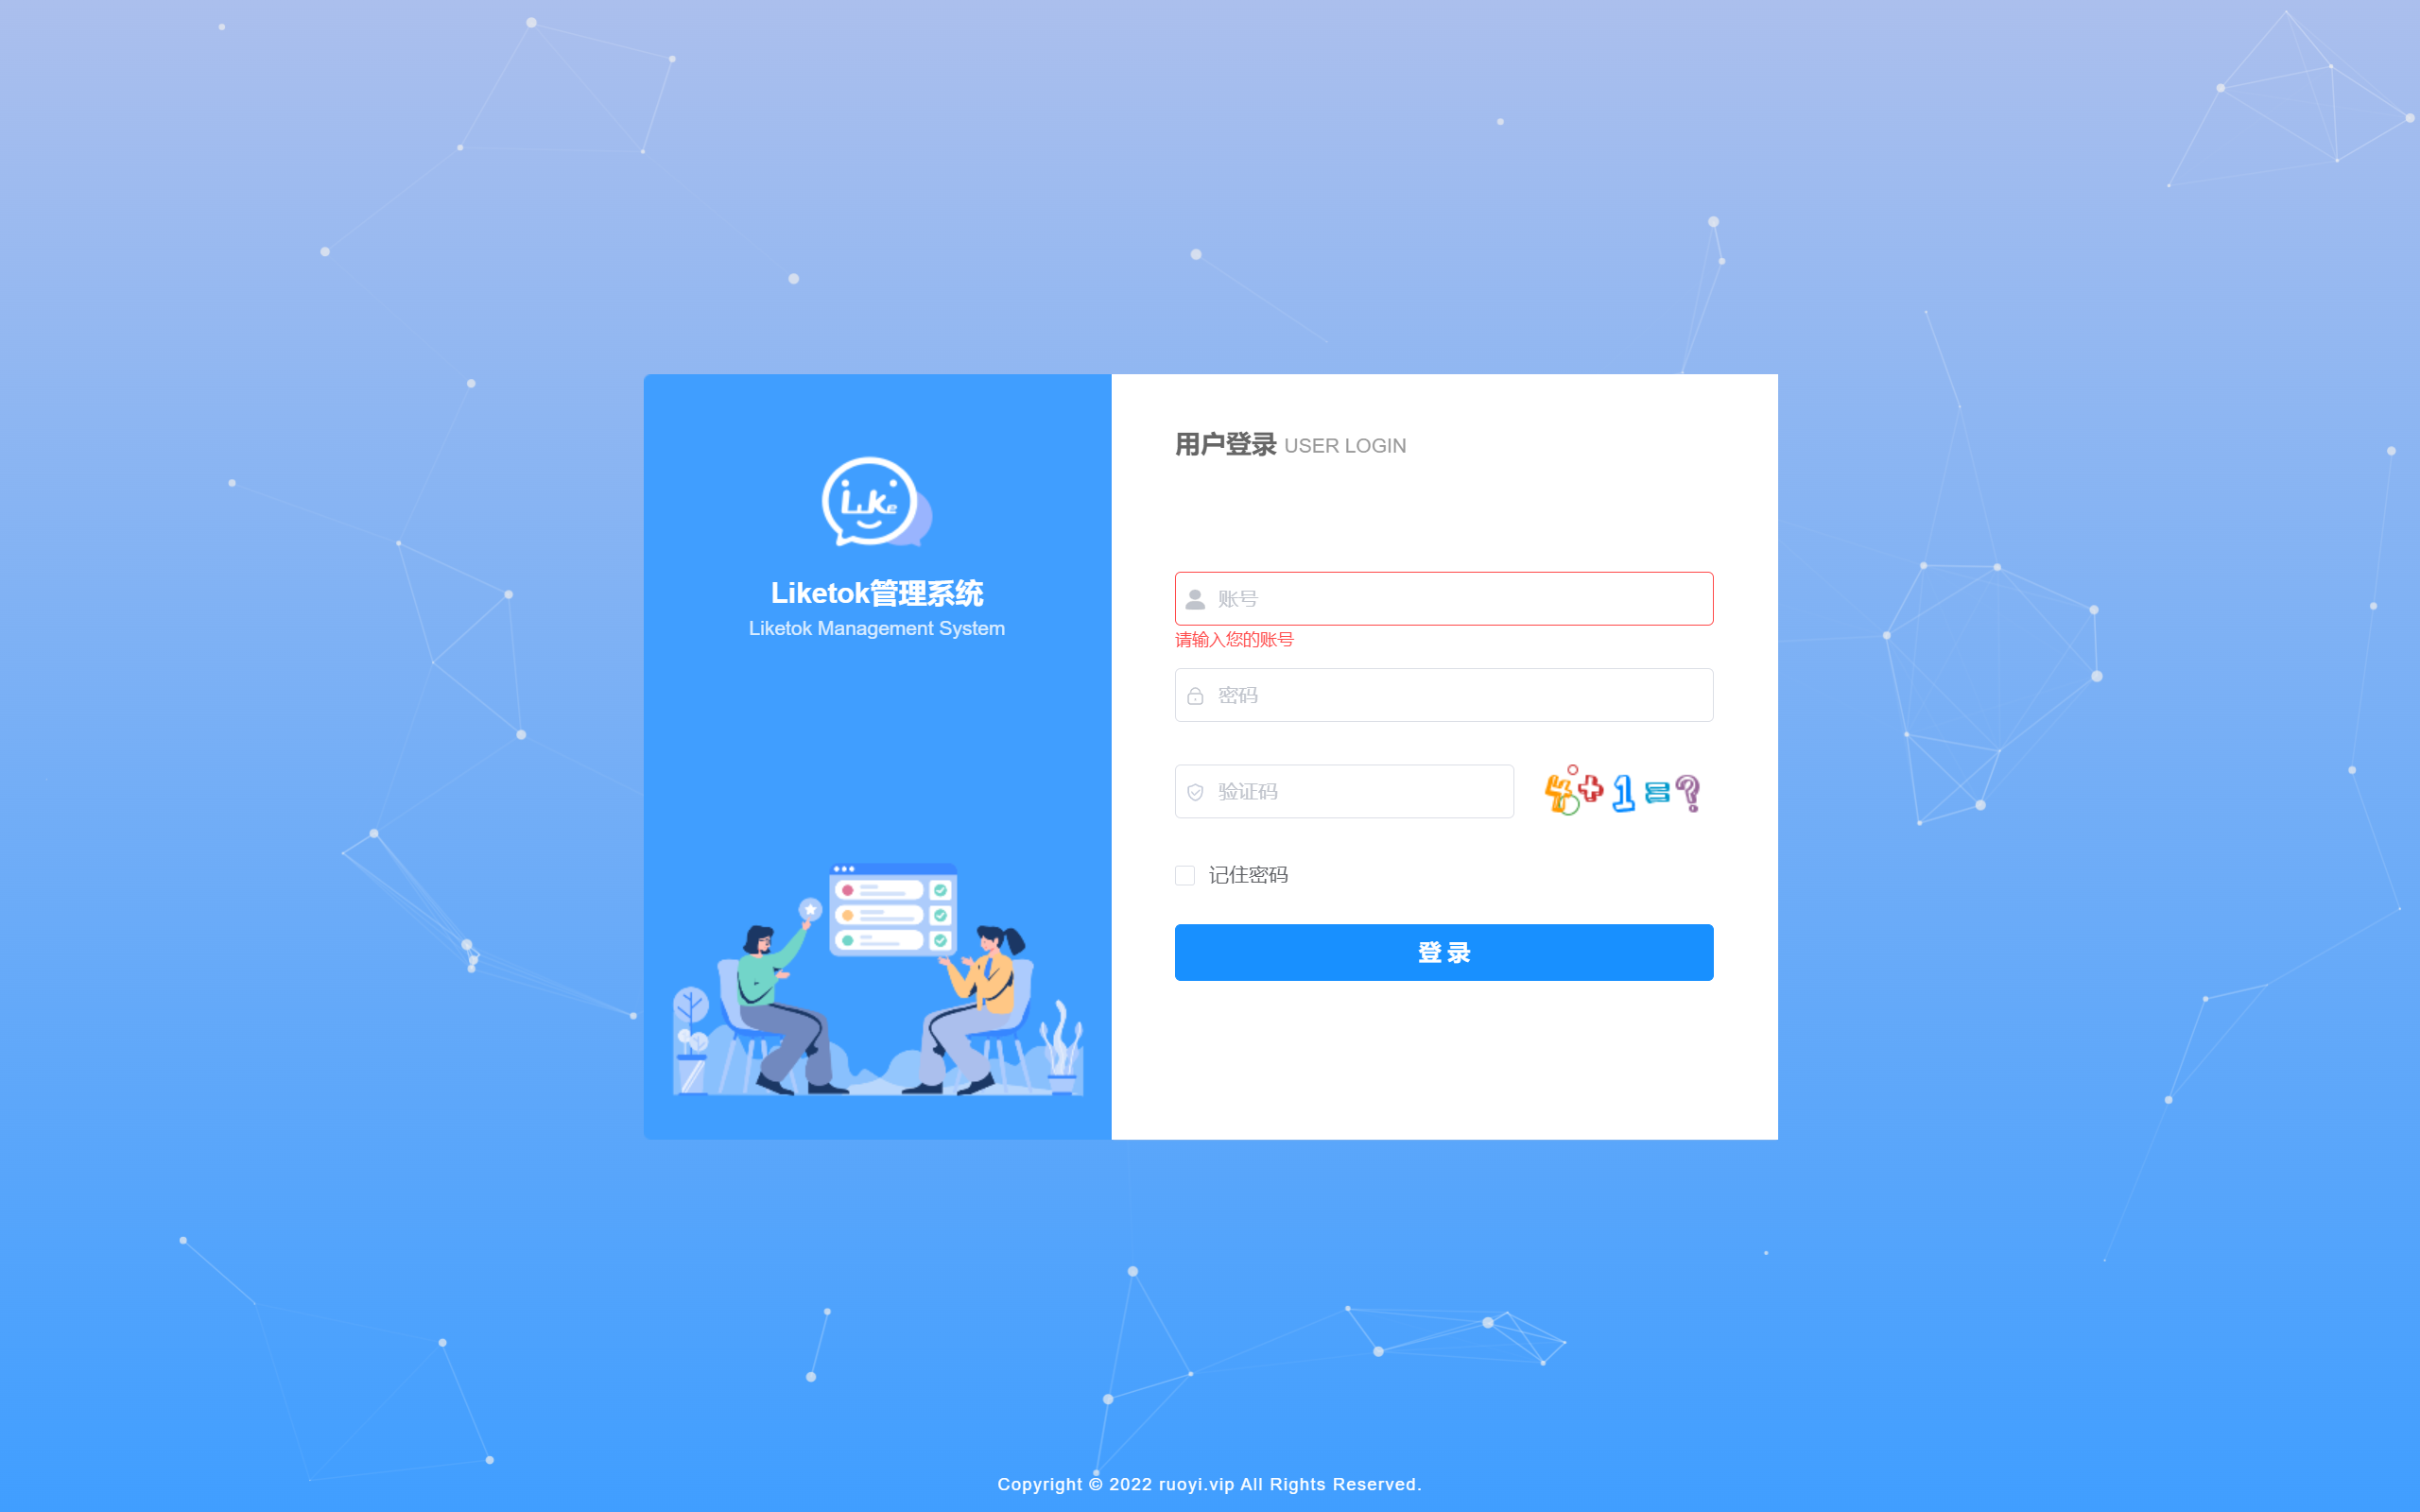 Like
Liketok管理系统
Liketok Management System
用户登录 USER LOGIN
账号
请输入您的账号
密码
验证码
4+1=?
记住密码
登 录
Copyright © 2022 ruoyi.vip All Rights Reserved.